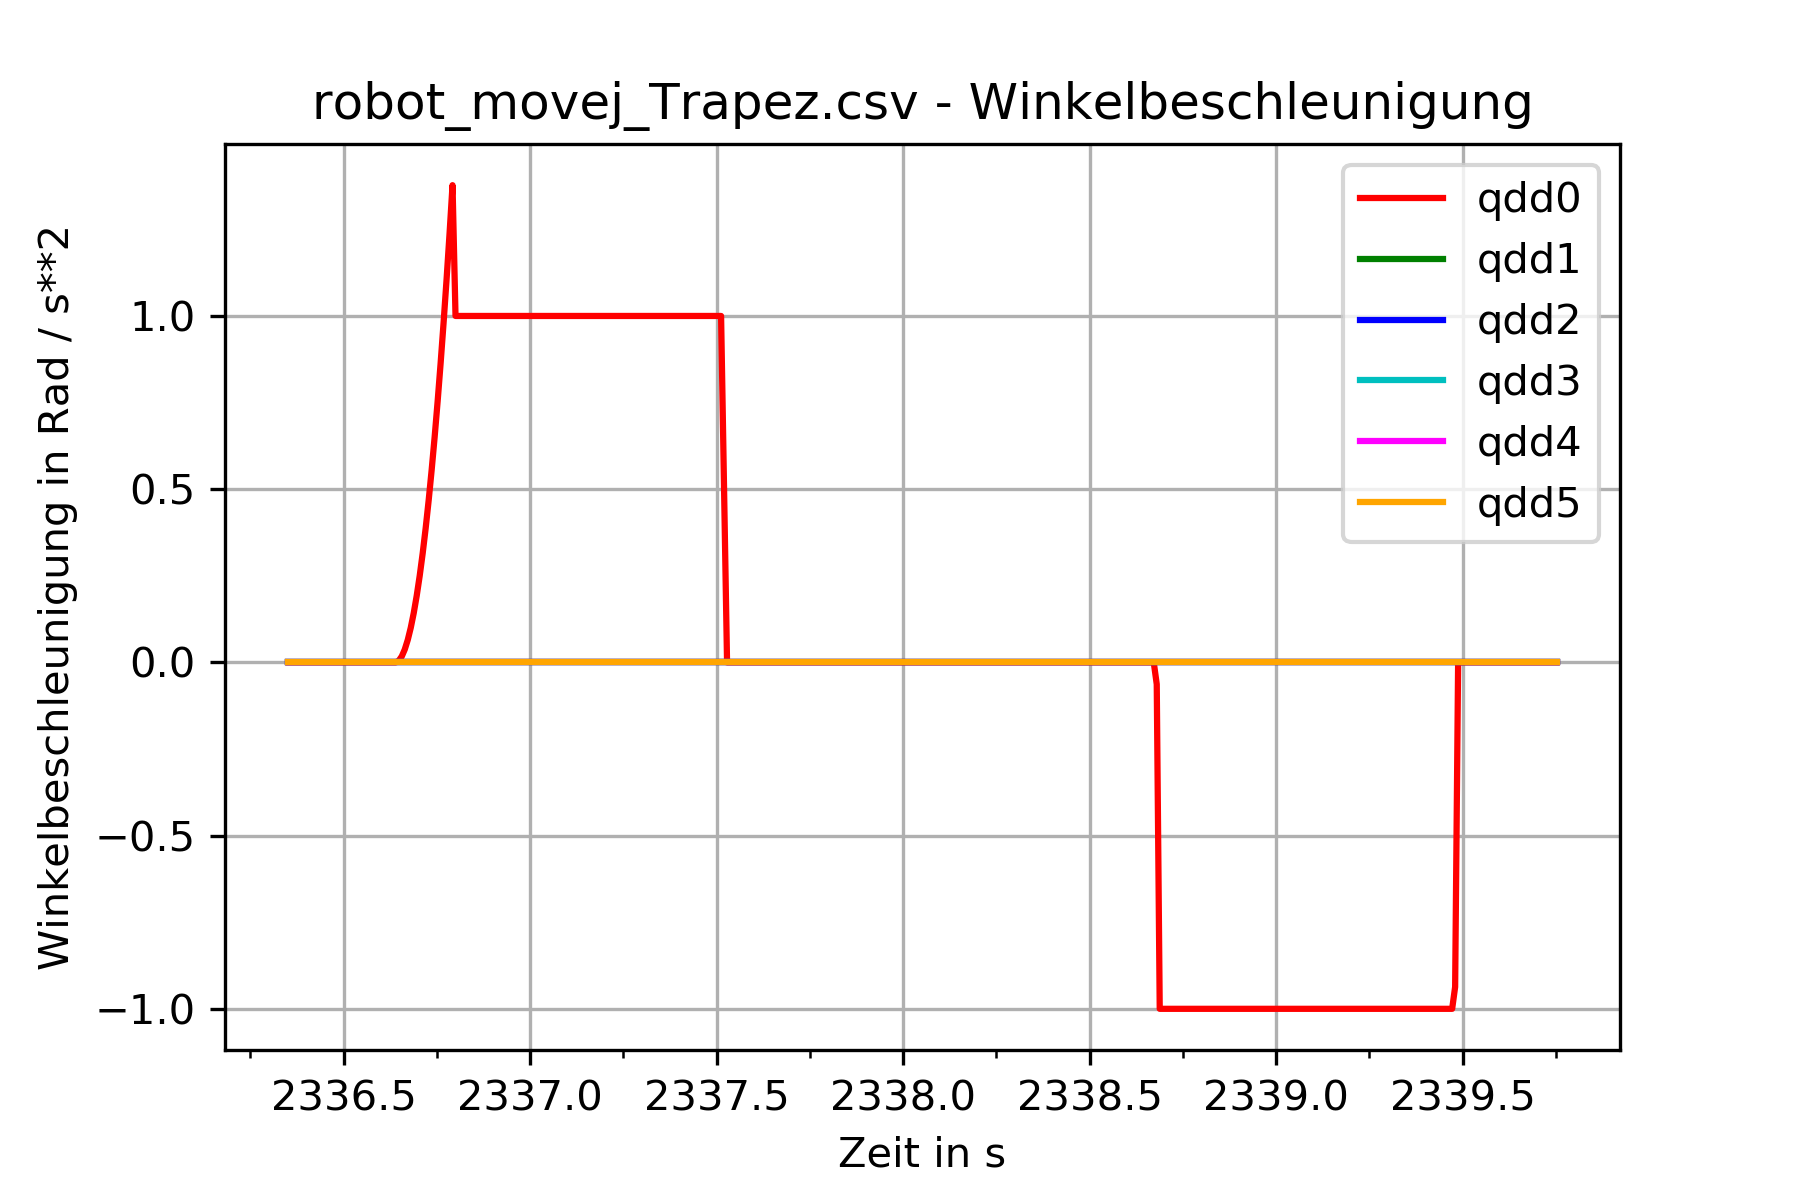 robot_movej_Trapez.csv - Winkelbeschleunigung
Winkelbeschleunigung in Rad / s**2
1.0
0.5
0.0
−0.5
−1.0
qdd0
qdd1
qdd2
qdd3
qdd4
qdd5
2336.5 2337.0 2337.5 2338.0 2338.5 2339.0 2339.5
Zeit in s